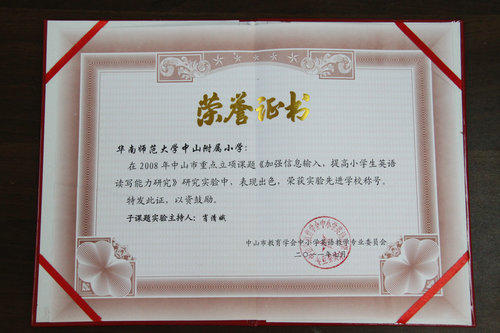 荣誉证书
华南师范大学中山附属小学：
在2008年中山市重点立项课题《加强信息输入，提高小学生英语
读写能力研究》研究实验中、表现出色，荣获实验先进学校称号。
特发此证，以资鼓励。
子课题实验主持人：肖倩娥
中山市教育学会中小学英语教学专业委员会